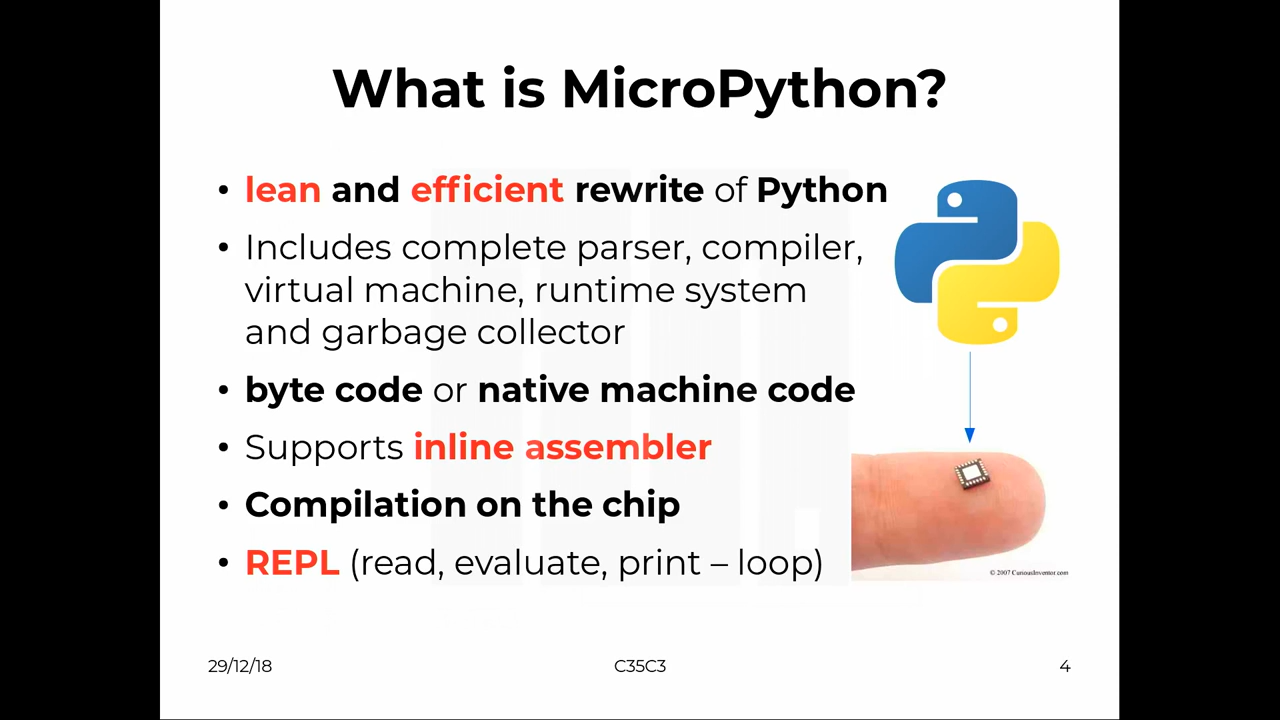 What is MicroPython?
• lean and efficient rewrite of Python
• Includes complete parser, compiler,
virtual machine, runtime system
and garbage collector
• byte code or native machine code
• Supports inline assembler
• Compilation on the chip
• REPL (read, evaluate, print – loop)
© 2007 CuriousInventor.com
29/12/18
C35C3
4